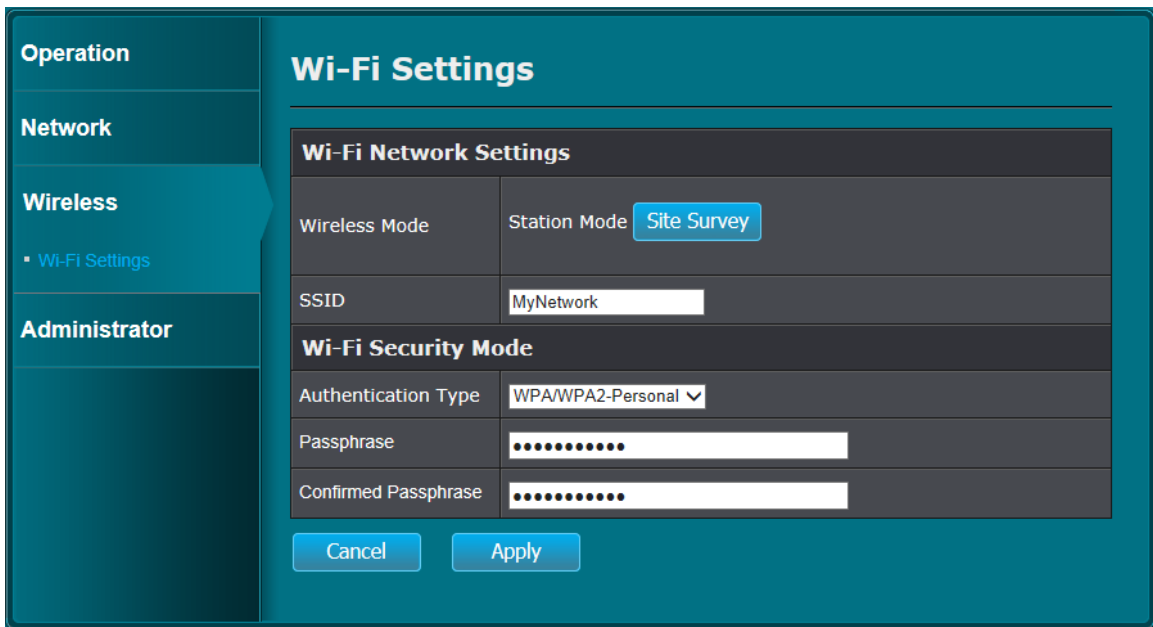 Operation
Network
Wireless
Wi-Fi Settings
Administrator
Wi-Fi Settings
Wi-Fi Network Settings
Wireless Mode Station Mode Site Survey
SSID MyNetwork
Wi-Fi Security Mode
Authentication Type WPA/WPA2-Personal
Passphrase •••••••••••
Confirmed Passphrase •••••••••••
Cancel Apply